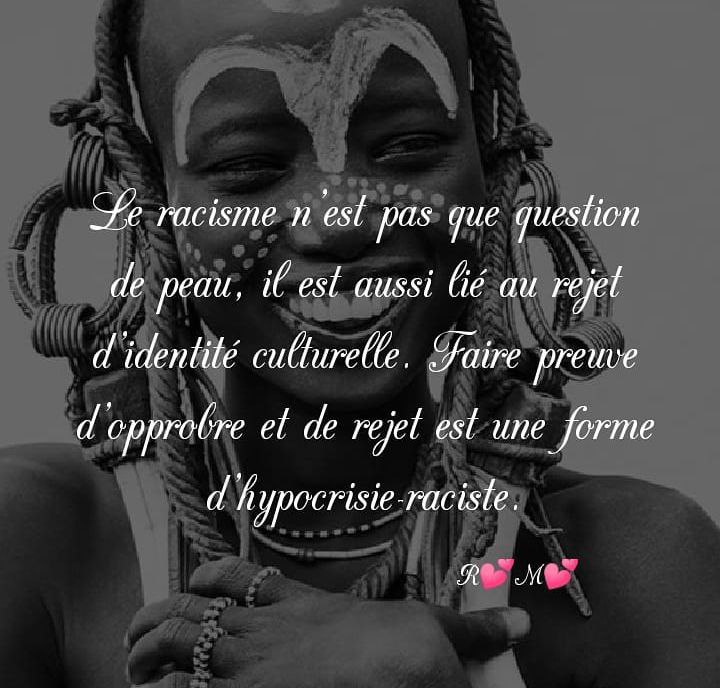 Le racisme n'est pas que question
de peau, il est aussi lié au rejet
d'identité culturelle. Faire preuve
d'opprobre et de rejet est une forme
d'hypocrisie-raciste.
R💕M💕